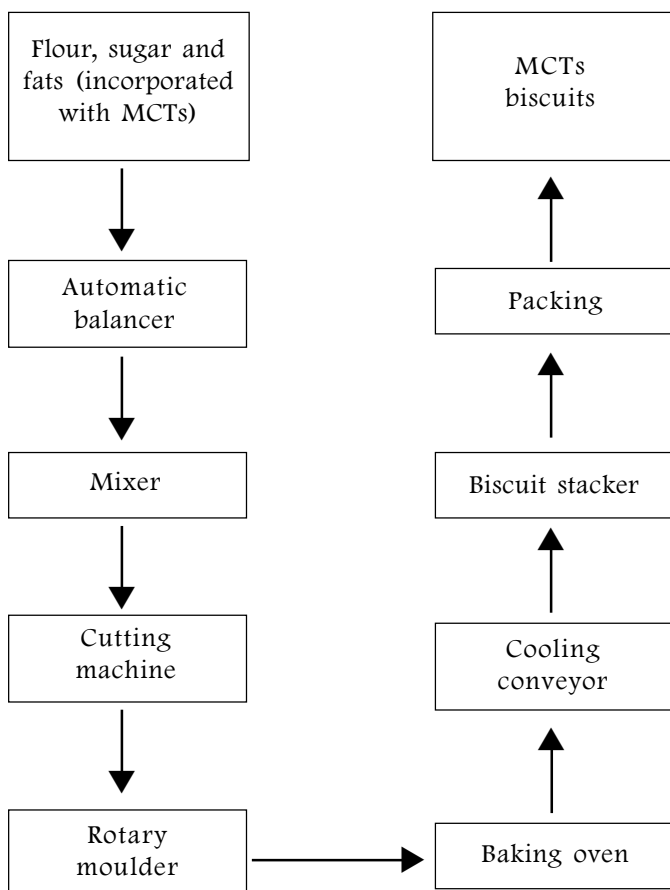 Flour, sugar and
fats (incorporated
with MCTs)
Automatic
balancer
Mixer
Cutting
machine
Rotary
moulder
Baking oven
Cooling
conveyor
Biscuit stacker
Packing
MCTs
biscuits